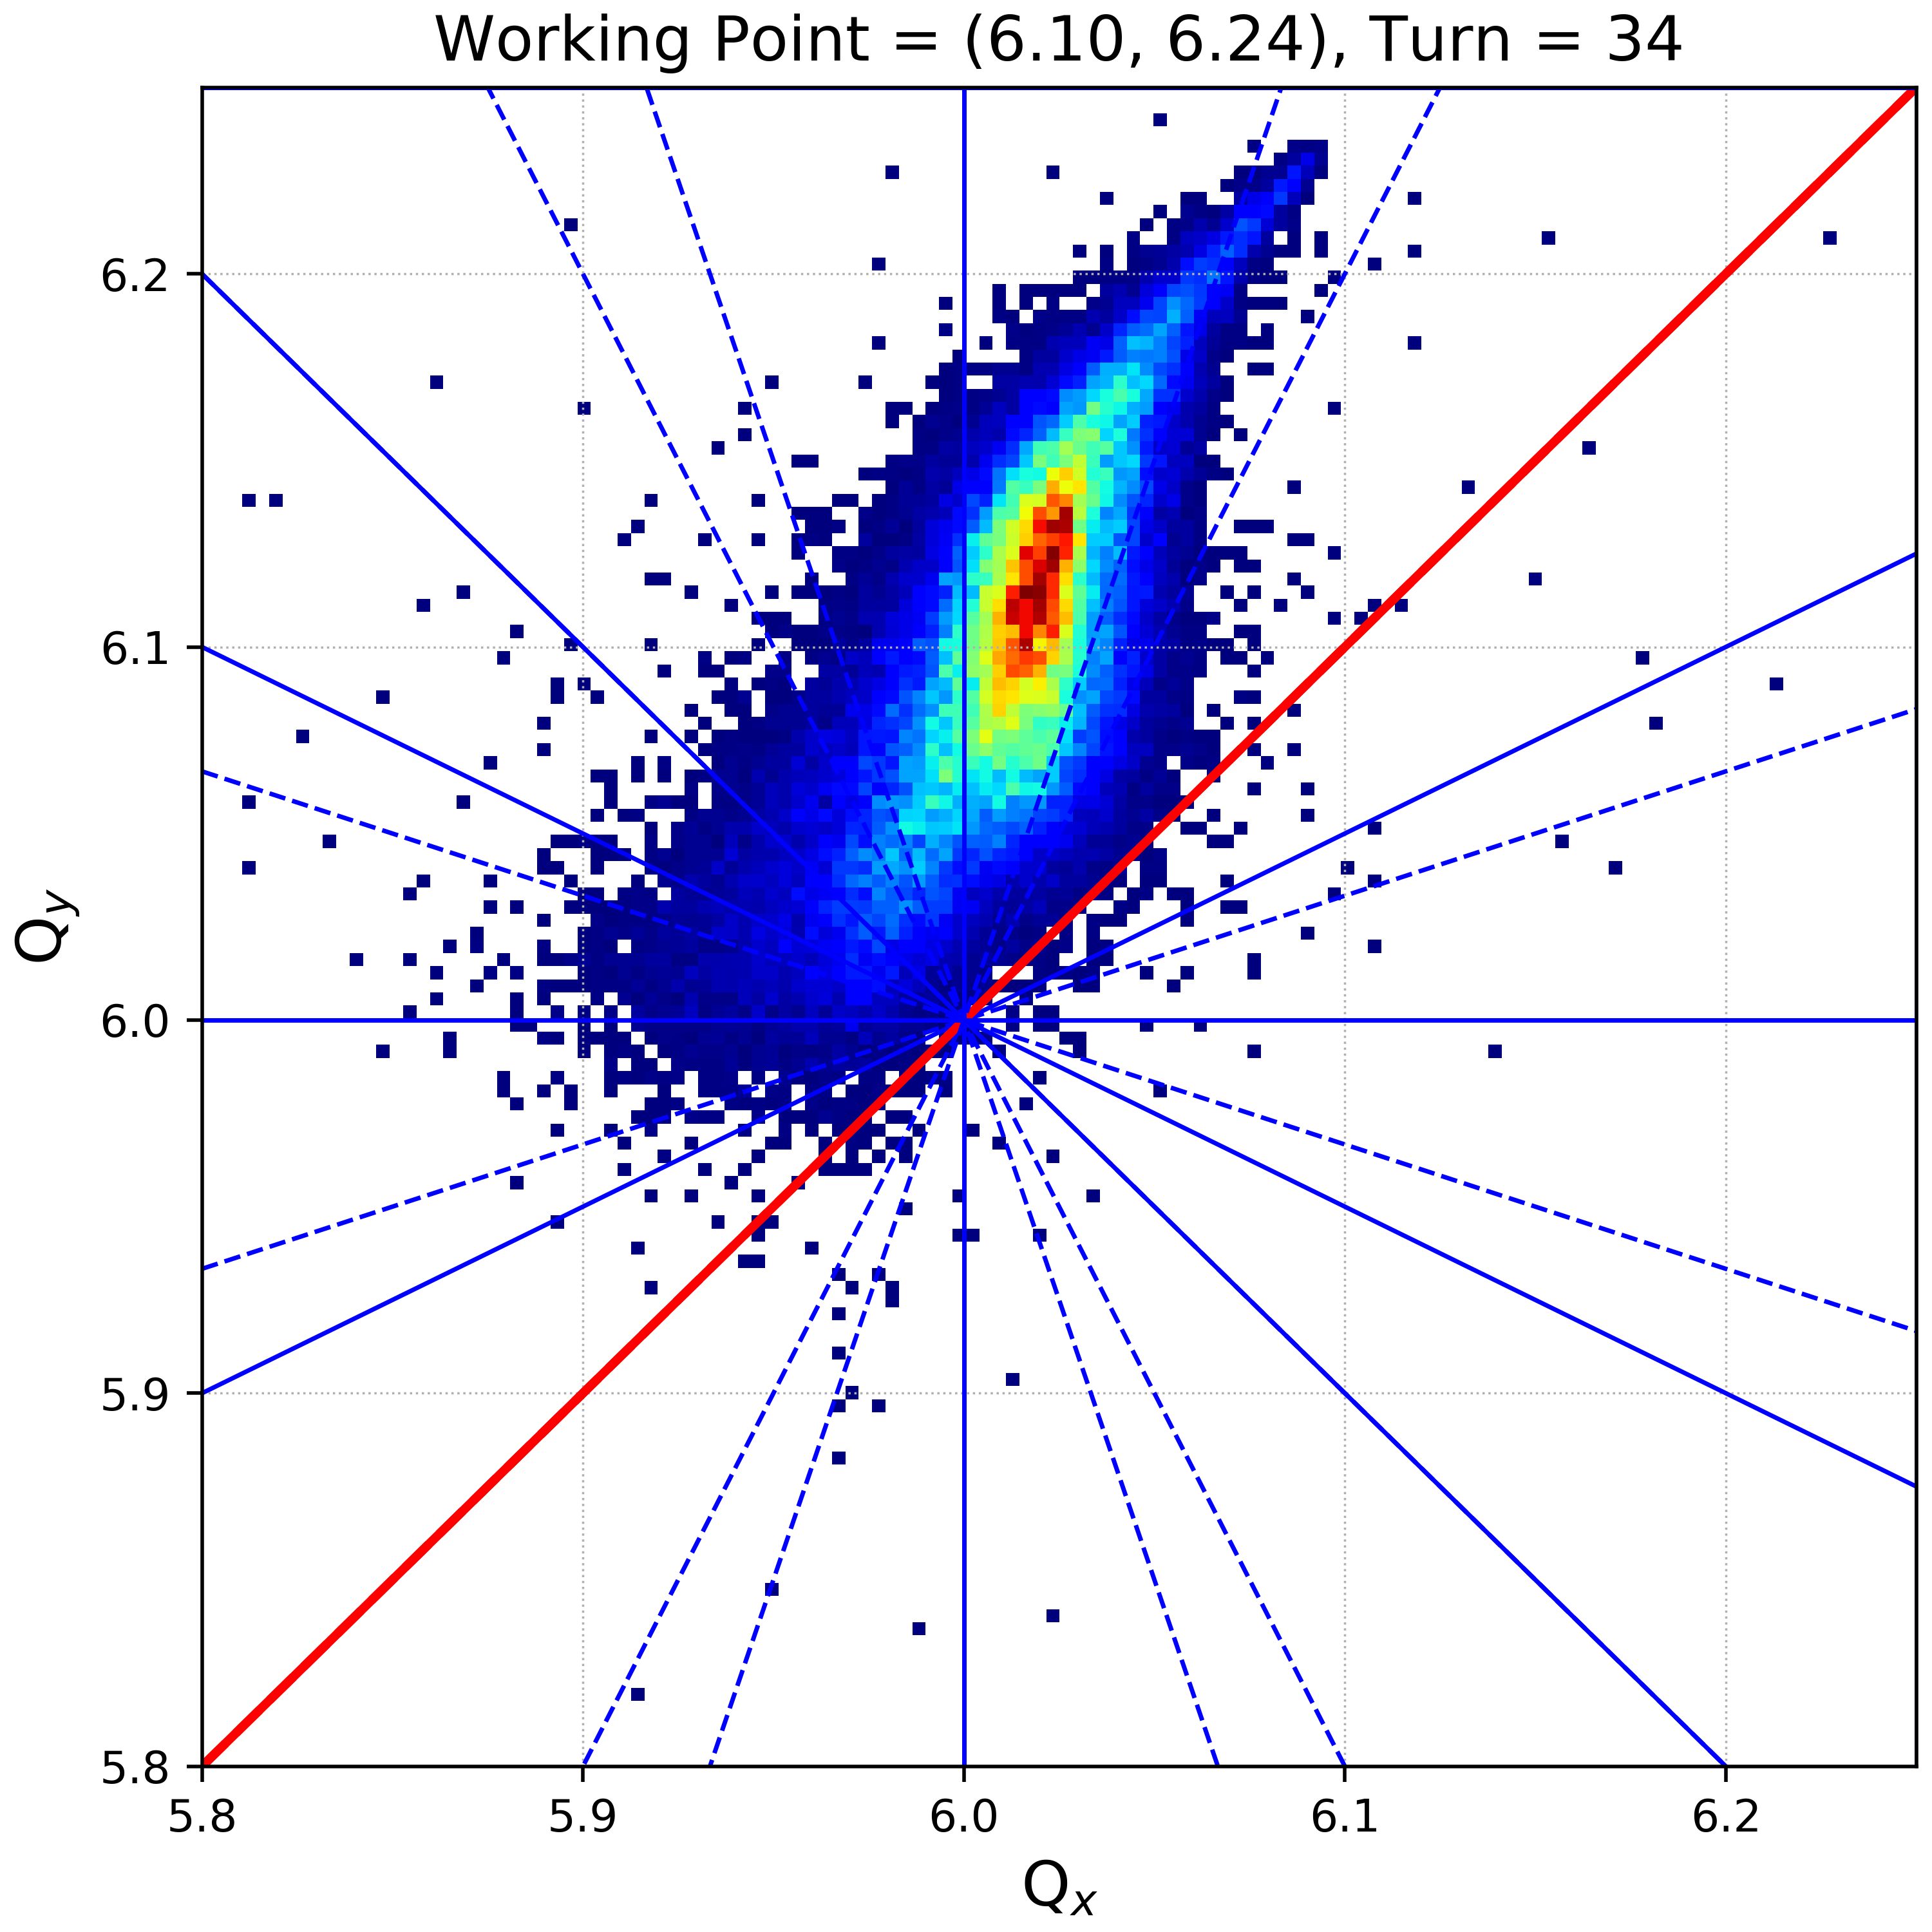 Working Point = (6.10, 6.24), Turn = 34
6.2
6.1
6.0
5.9
5.8
Qy
5.8 5.9 6.0 6.1 6.2
Qx